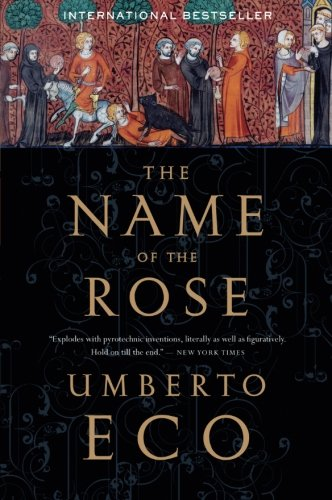 INTERNATIONAL BESTSELLER
THE
NAME
OF THE
ROSE
"Explodes with pyrotechnic inventions, literally as well as figuratively.
Hold on till the end." — NEW YORK TIMES
UMBERTO
ECO